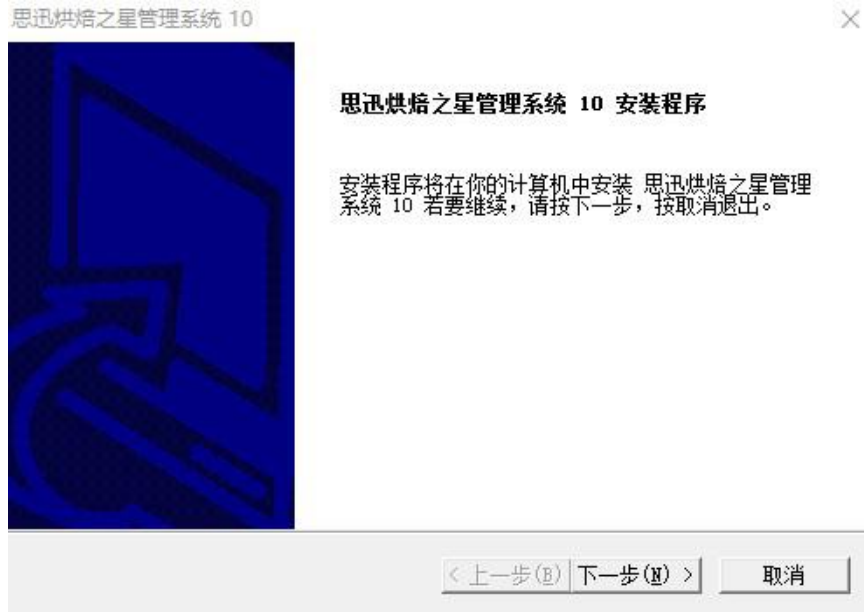 思迅烘焙之星管理系统 10
思迅烘焙之星管理系统 10 安装程序
安装程序将在你的计算机中安装 思迅烘焙之星管理
系统 10 若要继续，请按下一步，按取消退出。
< 上一步(B) 下一步(N) > 取消